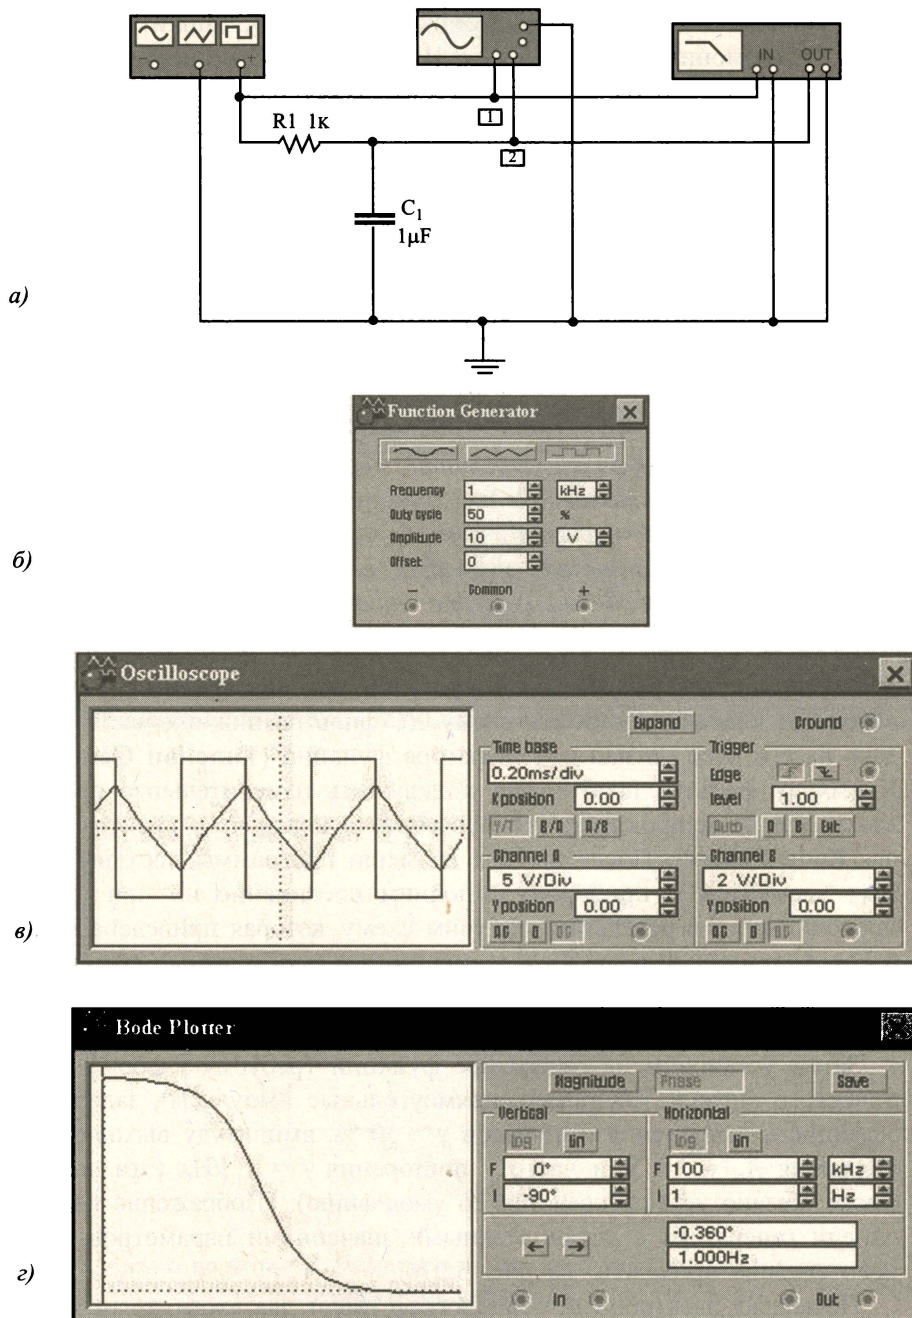 IN OUT
− +
1
R1 1к
2
C1
1µF
а)
Function Generator
Frequency 1 kHz
Duty cycle 50 %
Amplitude 10 V
Offset 0
− Common +
б)
Oscilloscope
Expand Ground
Time base Trigger
0.20ms/div Edge
Xposition 0.00 level 1.00
Y/T B/A A/B Auto A B Ext
Channel A Channel B
5 V/Div 2 V/Div
Yposition 0.00 Yposition 0.00
AC 0 DC AC 0 DC
в)
Bode Plotter
Magnitude Phase Save
Vertical Horizontal
log lin log lin
F 0° F 100 kHz
I -90° I 1 Hz
-0.360°
1.000Hz
In Out
г)